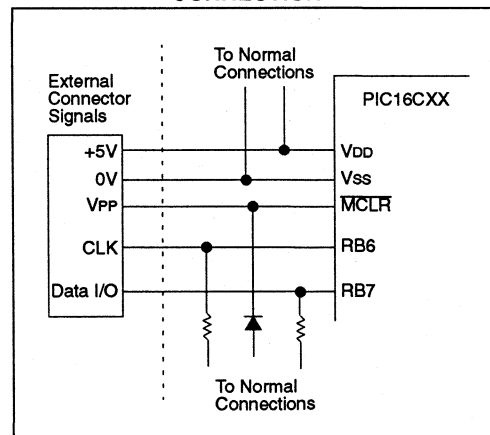 To Normal
Connections
External
Connector
Signals
PIC16CXX
+5V
VDD
0V
VSS
VPP
MCLR
CLK
RB6
Data I/O
RB7
To Normal
Connections